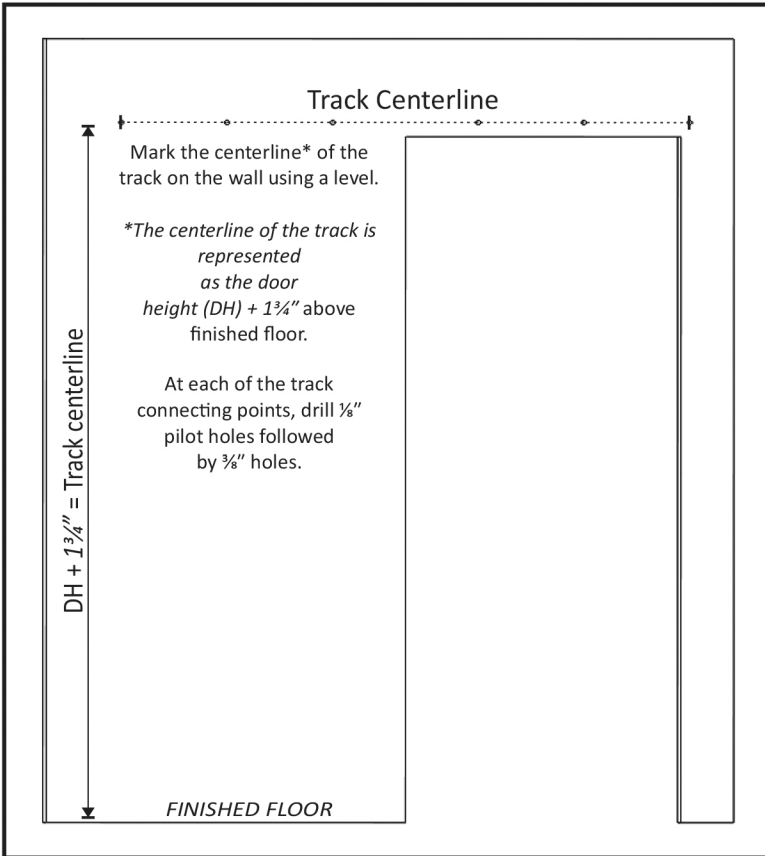 Track Centerline
Mark the centerline* of the
track on the wall using a level.
*The centerline of the track is
represented
as the door
height (DH) + 1¾” above
finished floor.
At each of the track
connecting points, drill ⅛”
pilot holes followed
by ⅜” holes.
DH + 1¾” = Track centerline
FINISHED FLOOR